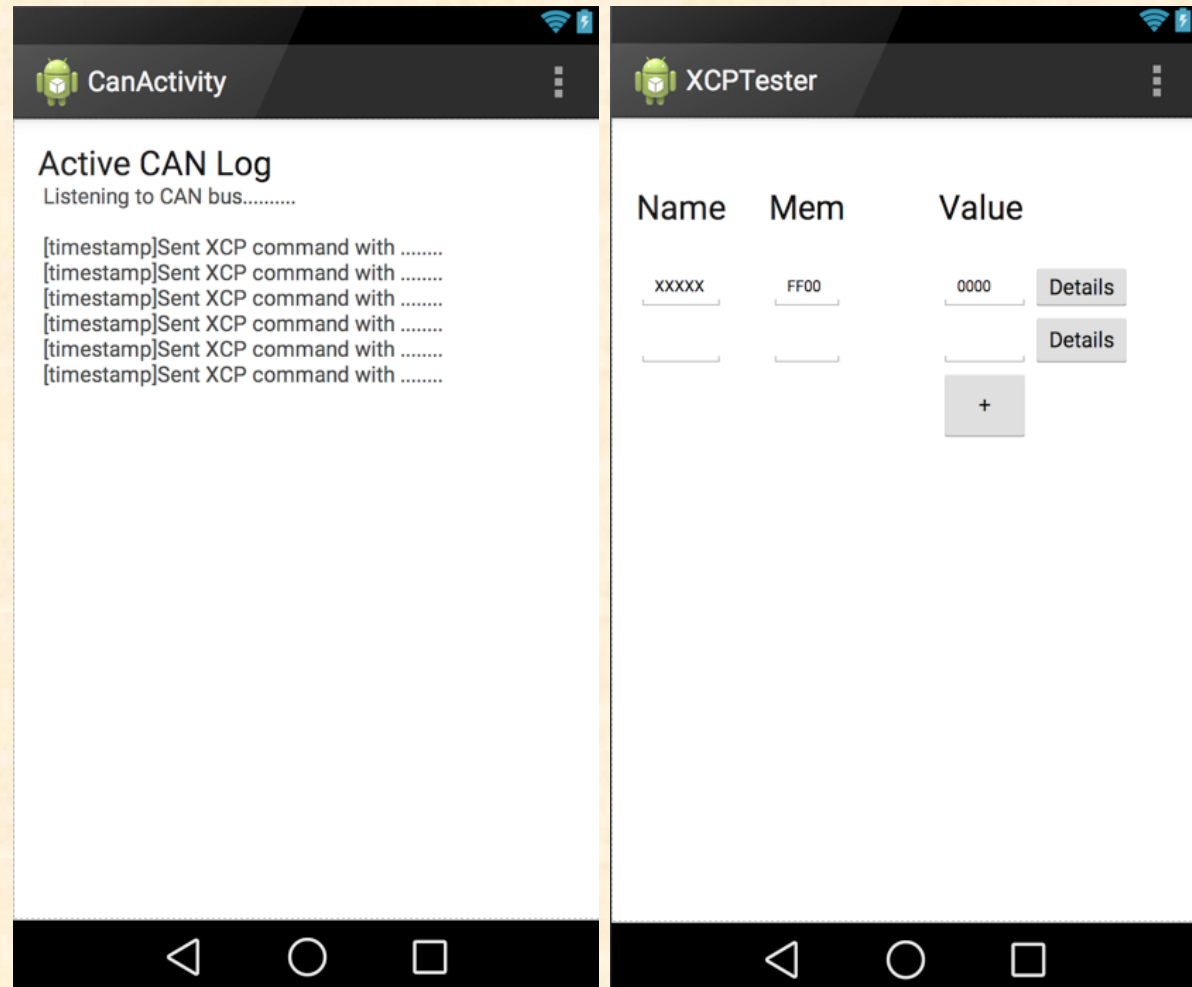 CanActivity
Active CAN Log
Listening to CAN bus..........
[timestamp]Sent XCP command with ........
[timestamp]Sent XCP command with ........
[timestamp]Sent XCP command with ........
[timestamp]Sent XCP command with ........
[timestamp]Sent XCP command with ........
[timestamp]Sent XCP command with ........
XCPTester
Name Mem Value
XXXXX FF00 0000 Details
Details
+